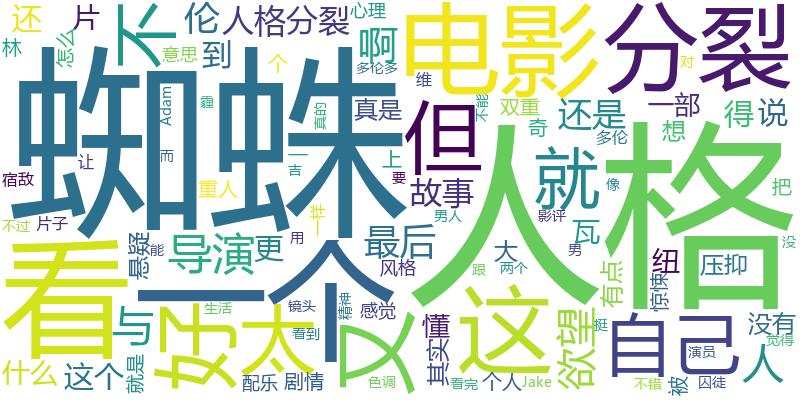 还
片
不
伦
人格分裂
心理
电影
分裂
林
怎么
意思
到
个
啊
多伦多
维
对
蜘蛛
Adam
霾
真的
真是
但
双重
不能
还是
一部
奇
多伦
想
得
说
人格
而
让
一
吉
上
要
就
像
把
宿敌
重人
故事
男人
影评
瓦
没
不过
片子
看
悬疑
能
导演
更
用
一件
一个
最后
风格
大
跟
两个
男
纽
压抑
有点
惊悚
与
好
生活
太
镜头
看到
精神
感觉
又
懂
这
欲望
挺
自己
没有
觉得
演员
人
什么
这个
就是
配乐
剧情
色调
其实
看完
个人
Jake
不错
被
囚徒